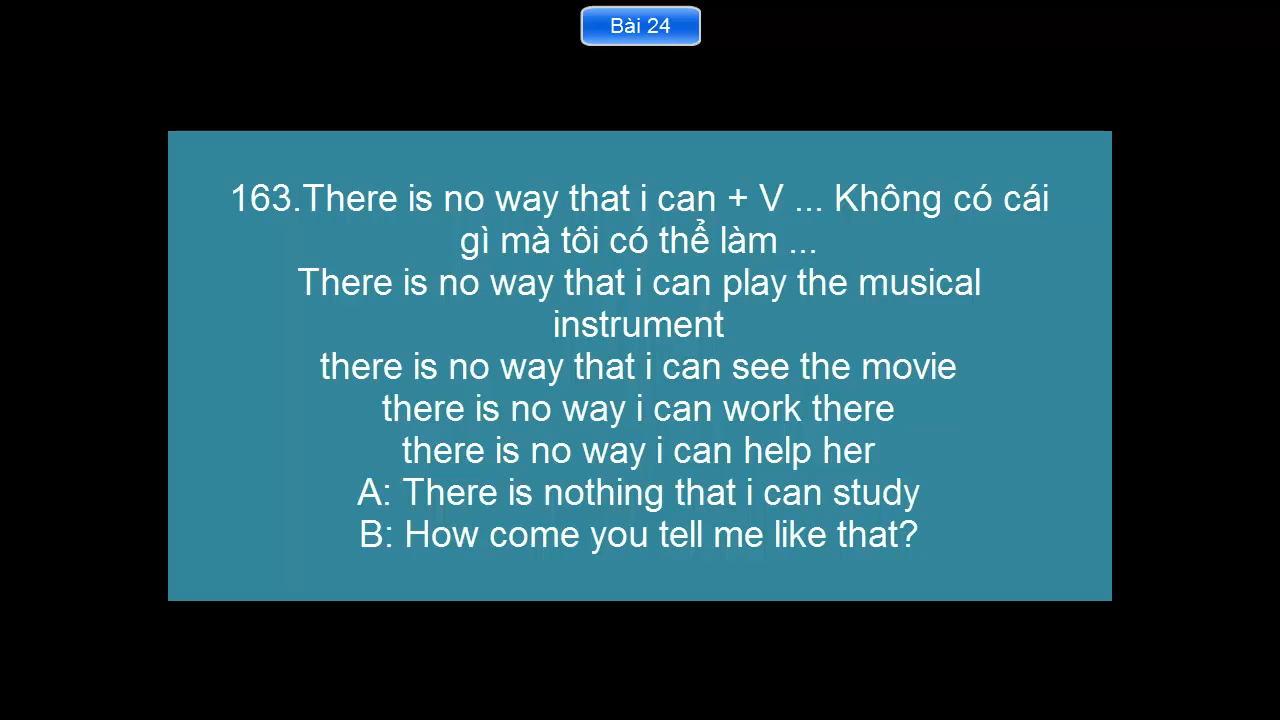 Bài 24
163.There is no way that i can + V ... Không có cái
gì mà tôi có thể làm ...
There is no way that i can play the musical
instrument
there is no way that i can see the movie
there is no way i can work there
there is no way i can help her
A: There is nothing that i can study
B: How come you tell me like that?